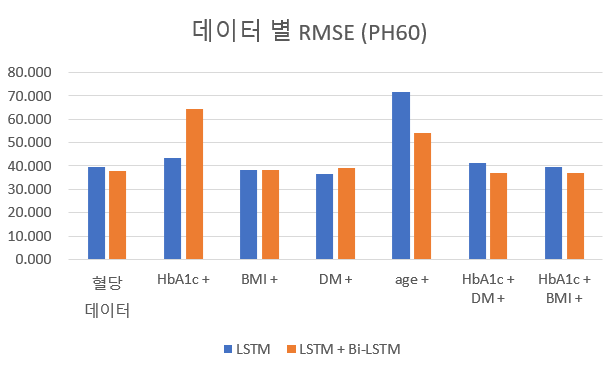 데이터 별 RMSE (PH60)
80.000
70.000
60.000
50.000
40.000
30.000
20.000
10.000
0.000
혈당
데이터
HbA1c +
BMI +
DM +
age +
HbA1c +
DM +
HbA1c +
BMI +
LSTM
LSTM + Bi-LSTM